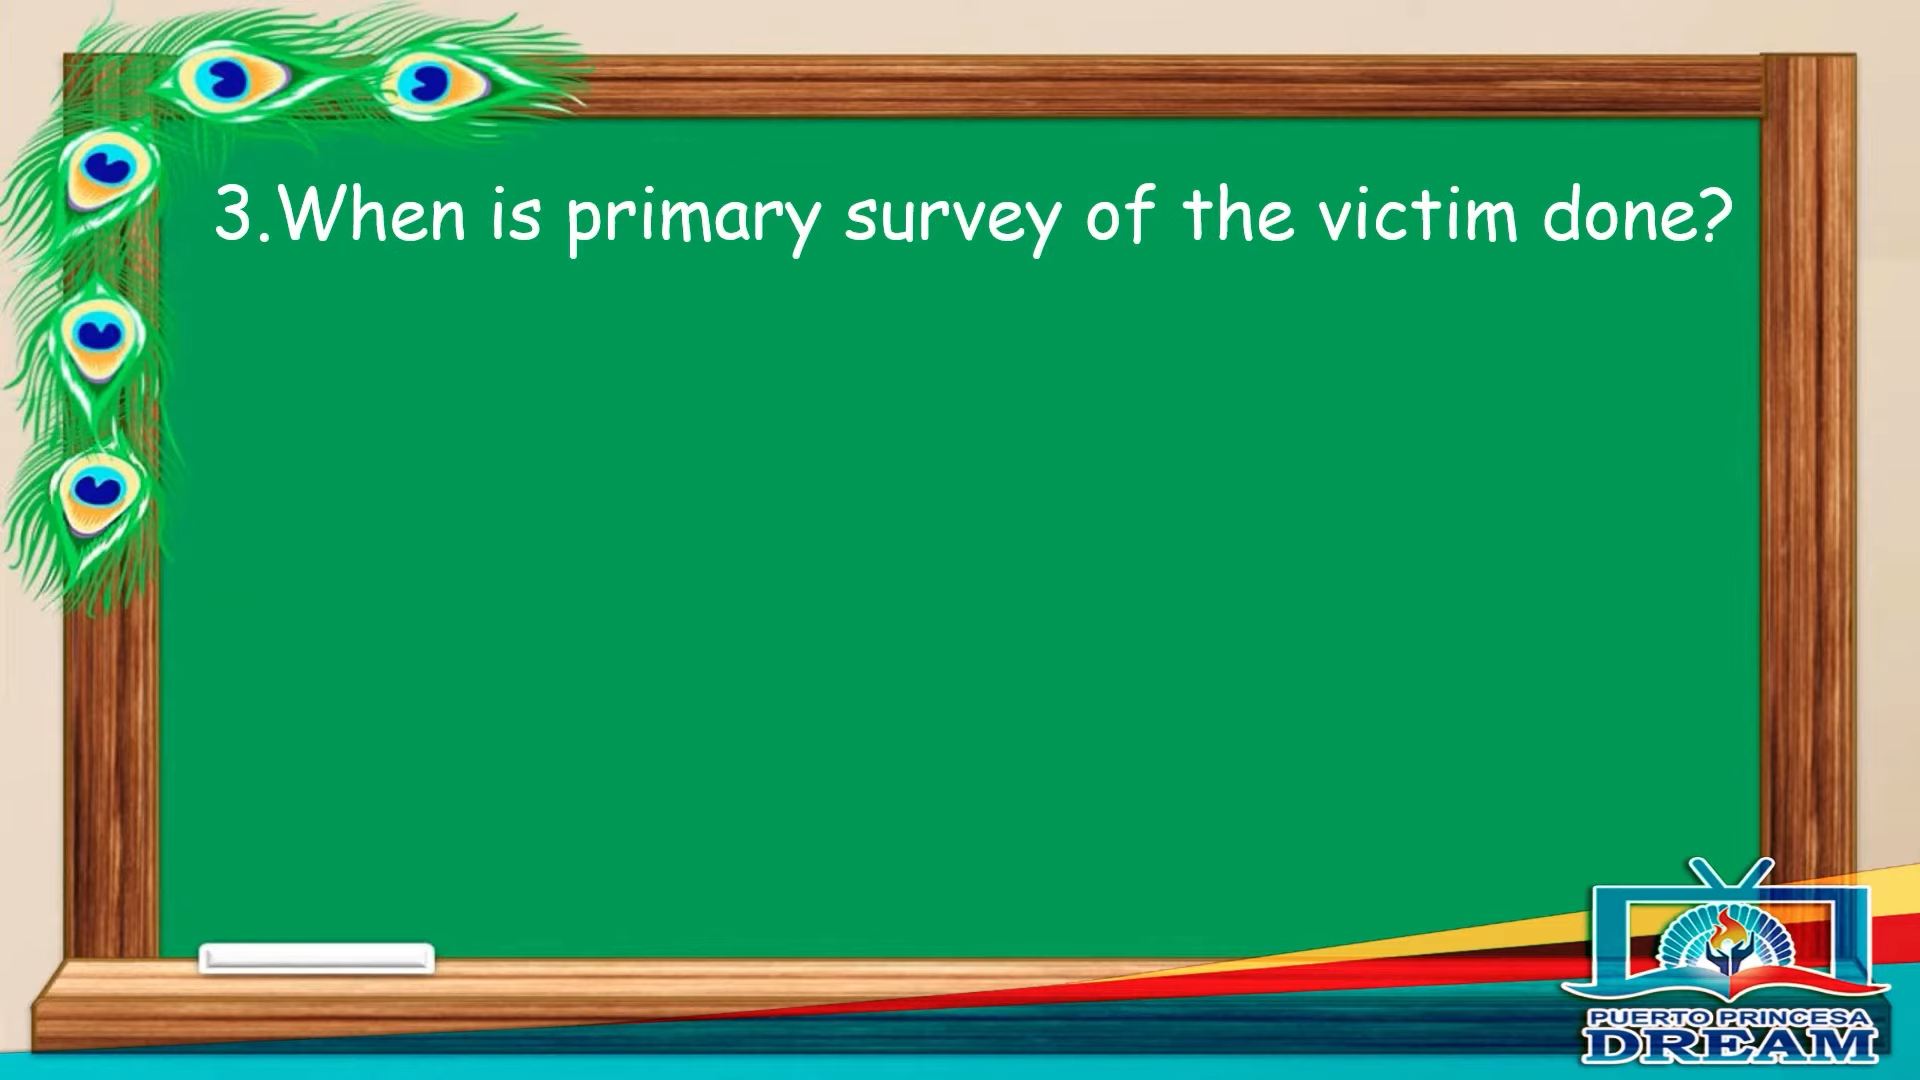 3.When is primary survey of the victim done?
PUERTO PRINCESA
DREAM